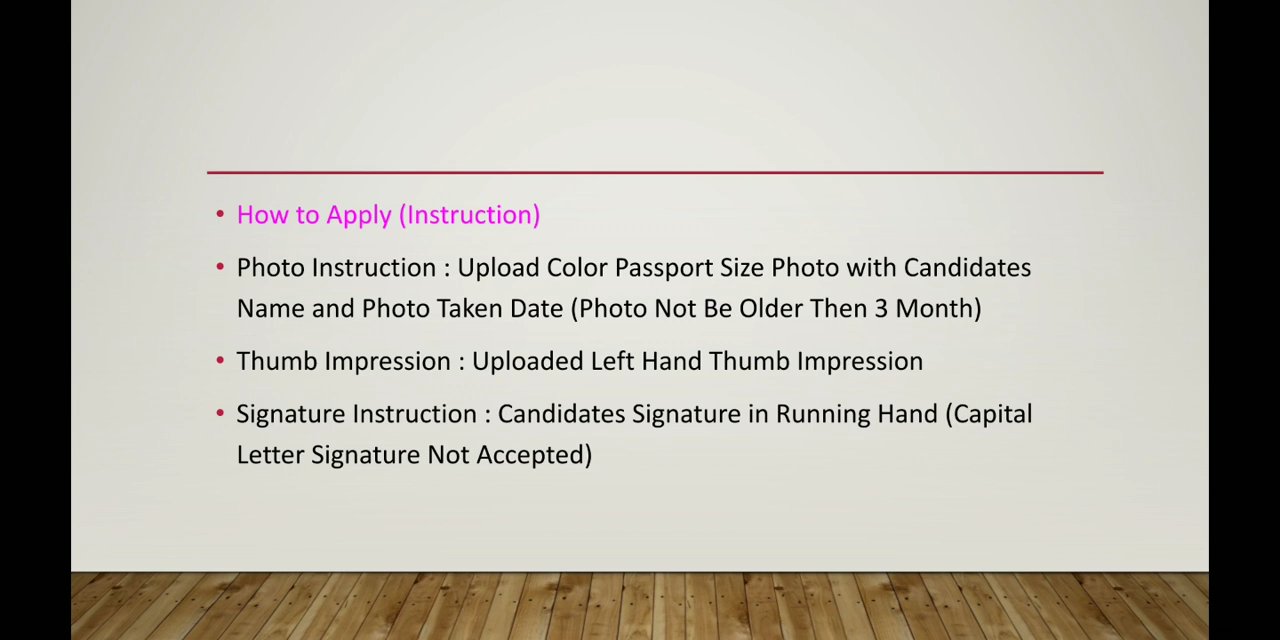 • How to Apply (Instruction)
• Photo Instruction : Upload Color Passport Size Photo with Candidates
Name and Photo Taken Date (Photo Not Be Older Then 3 Month)
• Thumb Impression : Uploaded Left Hand Thumb Impression
• Signature Instruction : Candidates Signature in Running Hand (Capital
Letter Signature Not Accepted)